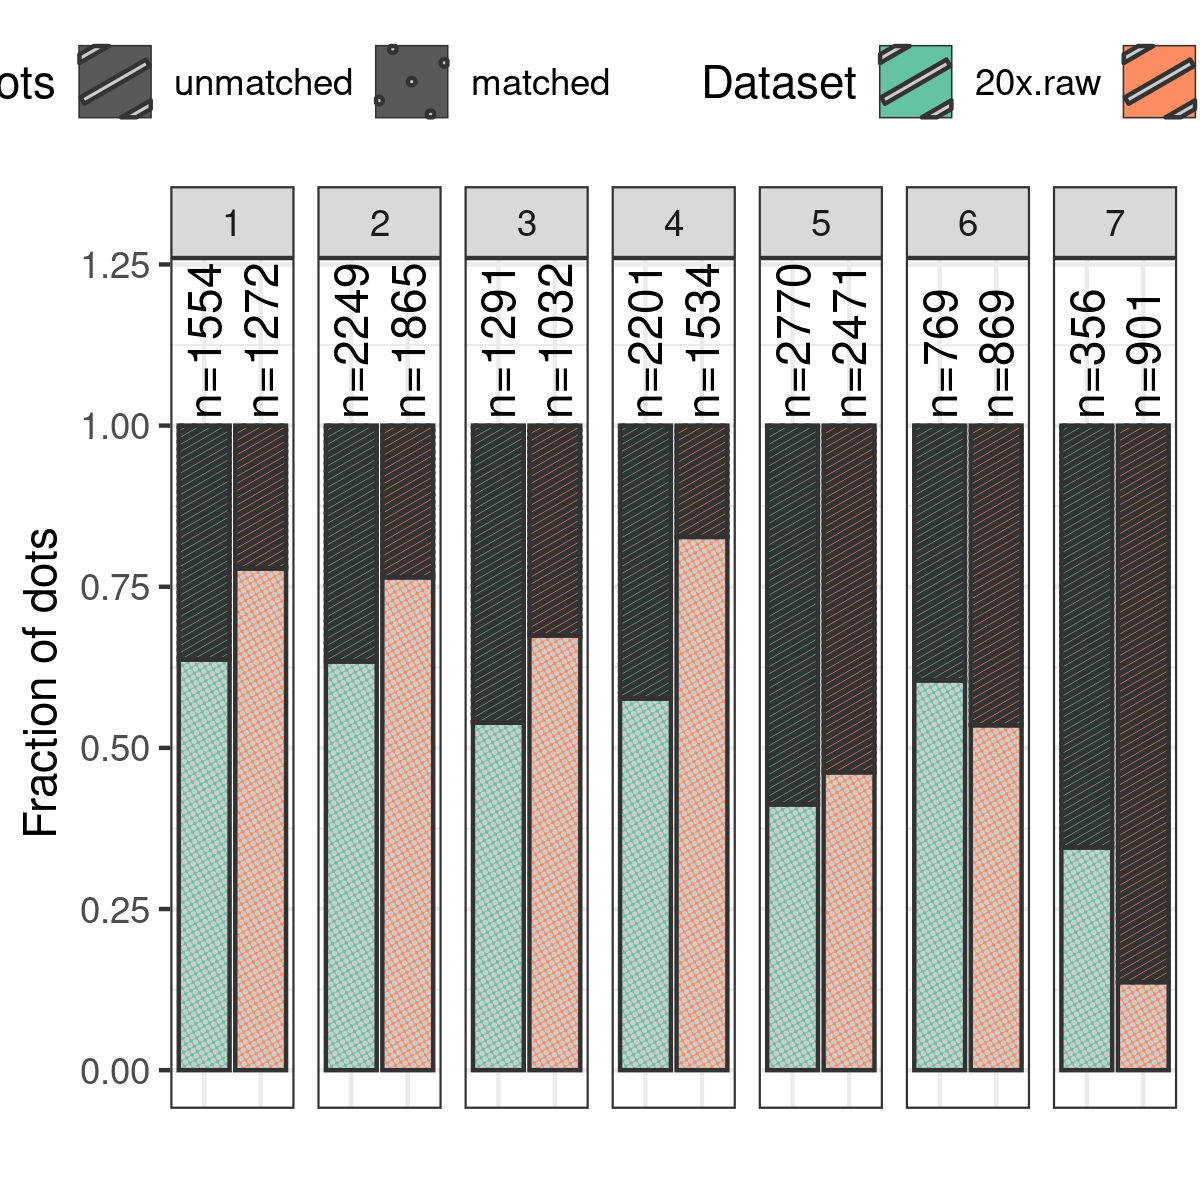 ots unmatched matched Dataset 20x.raw
1 2 3 4 5 6 7
n=1554 n=1272 n=2249 n=1865 n=1291 n=1032 n=2201 n=1534 n=2770 n=2471 n=769 n=869 n=356 n=901
1.25
1.00
0.75
0.50
0.25
0.00
Fraction of dots